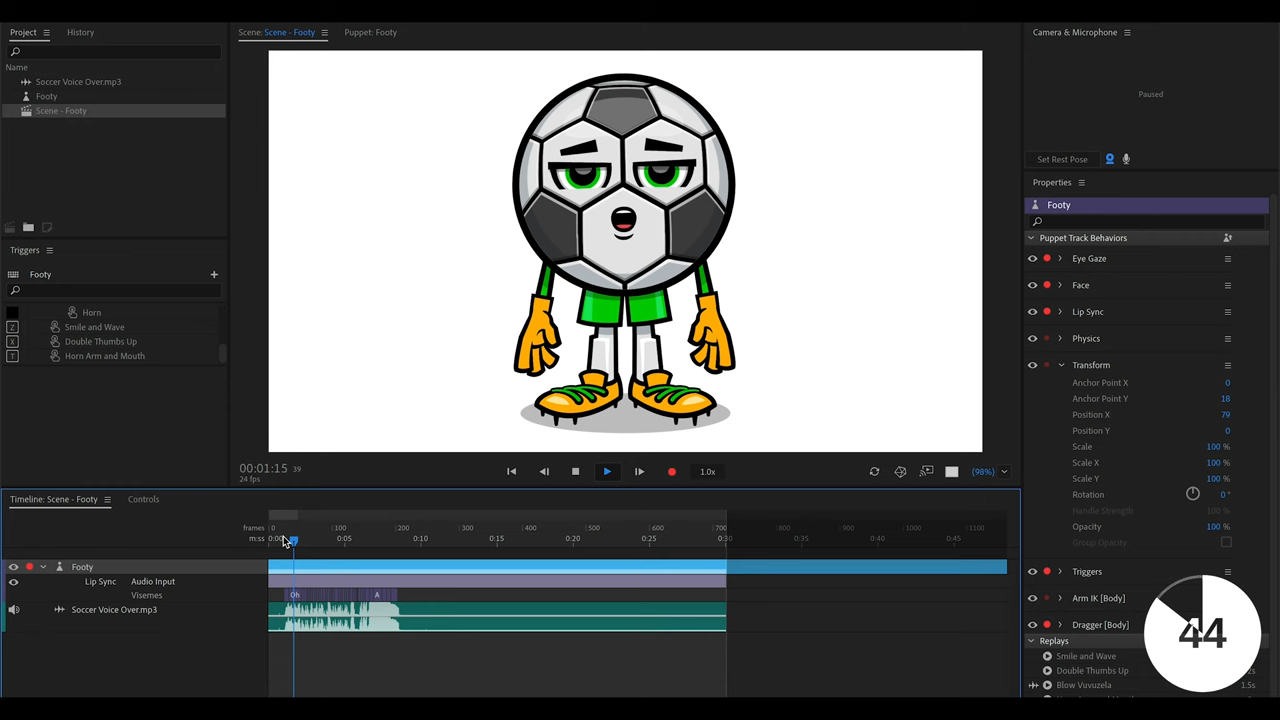 Project
History
Name
Soccer Voice Over.mp3
Footy
Scene - Footy
Triggers
Footy
Horn
Z Smile and Wave
X Double Thumbs Up
T Horn Arm and Mouth
Scene: Scene - Footy
Puppet: Footy
00:01:15 39
24 fps
1.0x
(98%)
Timeline: Scene - Footy
Controls
frames 0 100 200 300 400 500 600 700 800 900 1000 1100
m:ss 0:00 0:05 0:10 0:15 0:20 0:25 0:30 0:35 0:40 0:45
Footy
Lip Sync Audio Input
Visemes Oh A
Soccer Voice Over.mp3
Camera & Microphone
Paused
Set Rest Pose
Properties
Footy
Puppet Track Behaviors
Eye Gaze
Face
Lip Sync
Physics
Transform
Anchor Point X 0
Anchor Point Y 18
Position X 79
Position Y 0
Scale 100 %
Scale X 100 %
Scale Y 100 %
Rotation 0 °
Handle Strength 100 %
Opacity 100 %
Group Opacity
Triggers
Arm IK [Body]
Dragger [Body]
Replays
Smile and Wave
Double Thumbs Up
Blow Vuvuzela 1.5s
44